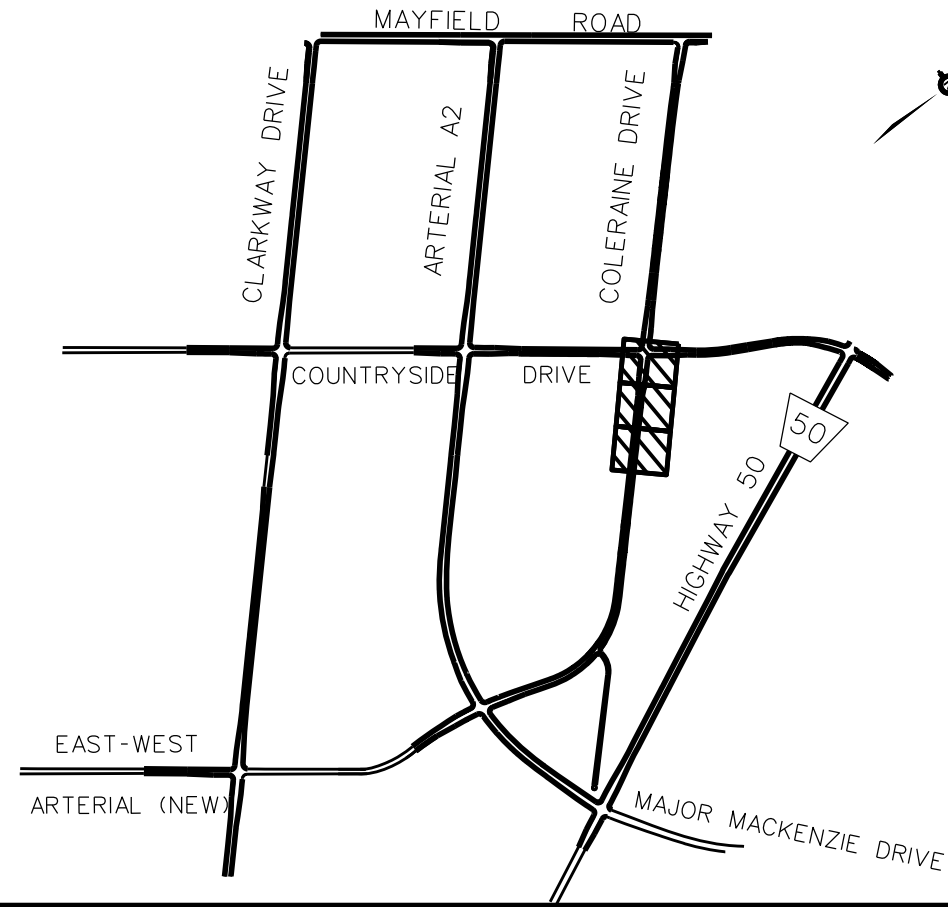 MAYFIELD ROAD
CLARKWAY DRIVE
ARTERIAL A2
COLERAINE DRIVE
COUNTRYSIDE DRIVE
50
HIGHWAY 50
EAST-WEST
ARTERIAL (NEW)
MAJOR MACKENZIE DRIVE